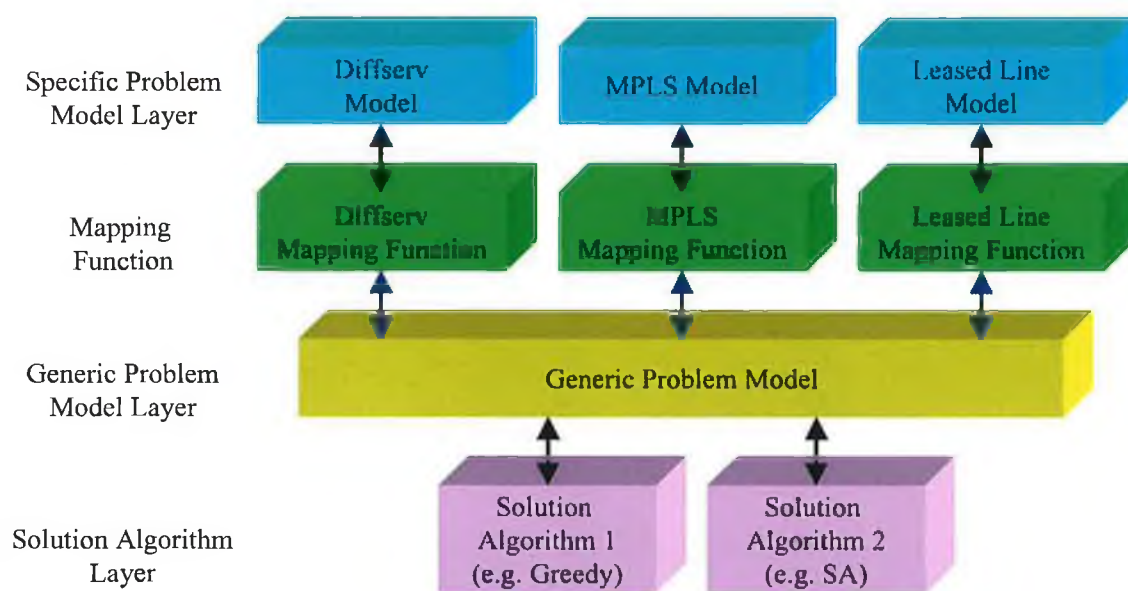 Specific Problem
Model Layer
Diffserv
Model
MPLS Model
Leased Line
Model
Mapping
Function
Diffserv
Mapping Function
MPLS
Mapping Function
Leased Line
Mapping Function
Generic Problem
Model Layer
Generic Problem Model
Solution Algorithm
Layer
Solution
Algorithm 1
(e.g. Greedy)
Solution
Algorithm 2
(e.g. SA)